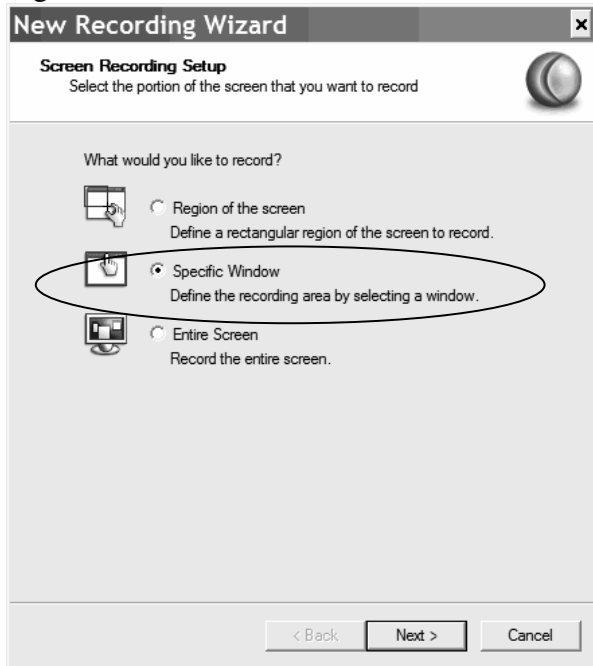 New Recording Wizard
Screen Recording Setup
Select the portion of the screen that you want to record
What would you like to record?
Region of the screen
Define a rectangular region of the screen to record.
Specific Window
Define the recording area by selecting a window.
Entire Screen
Record the entire screen.
< Back Next > Cancel